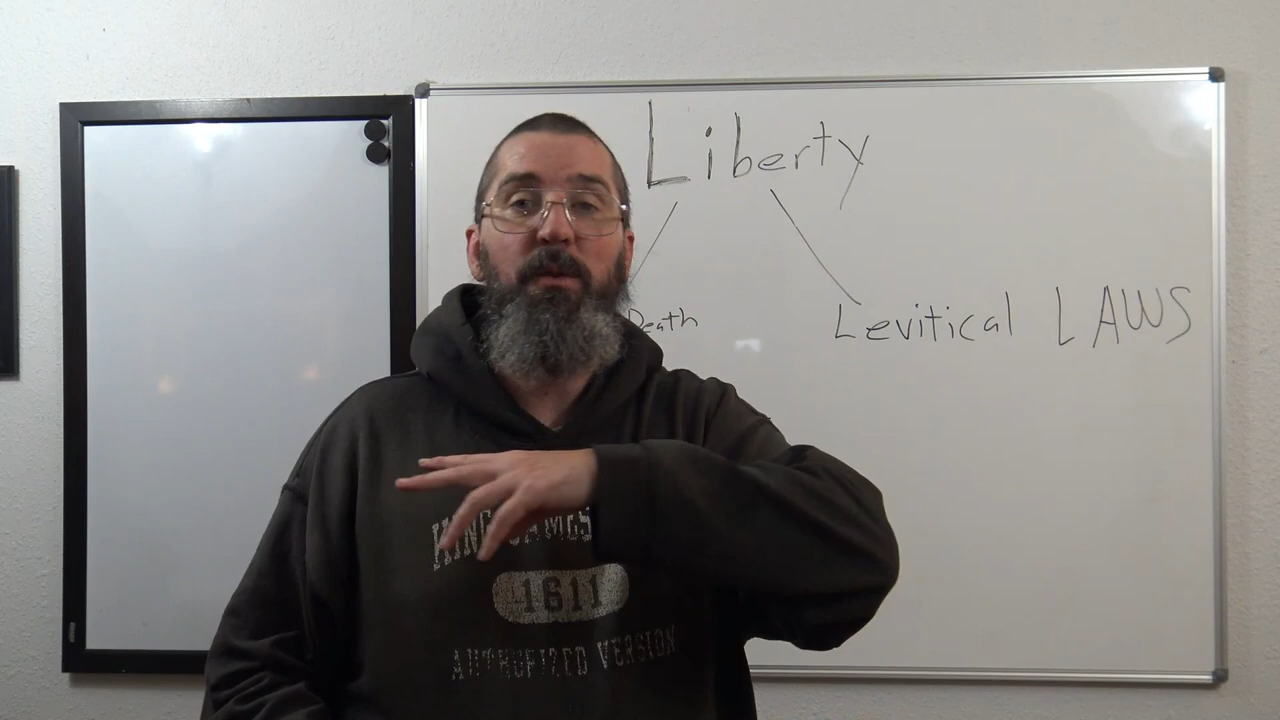 Liberty
Death
Levitical LAWS
KING JAMES
1611
AUTHORIZED VERSION